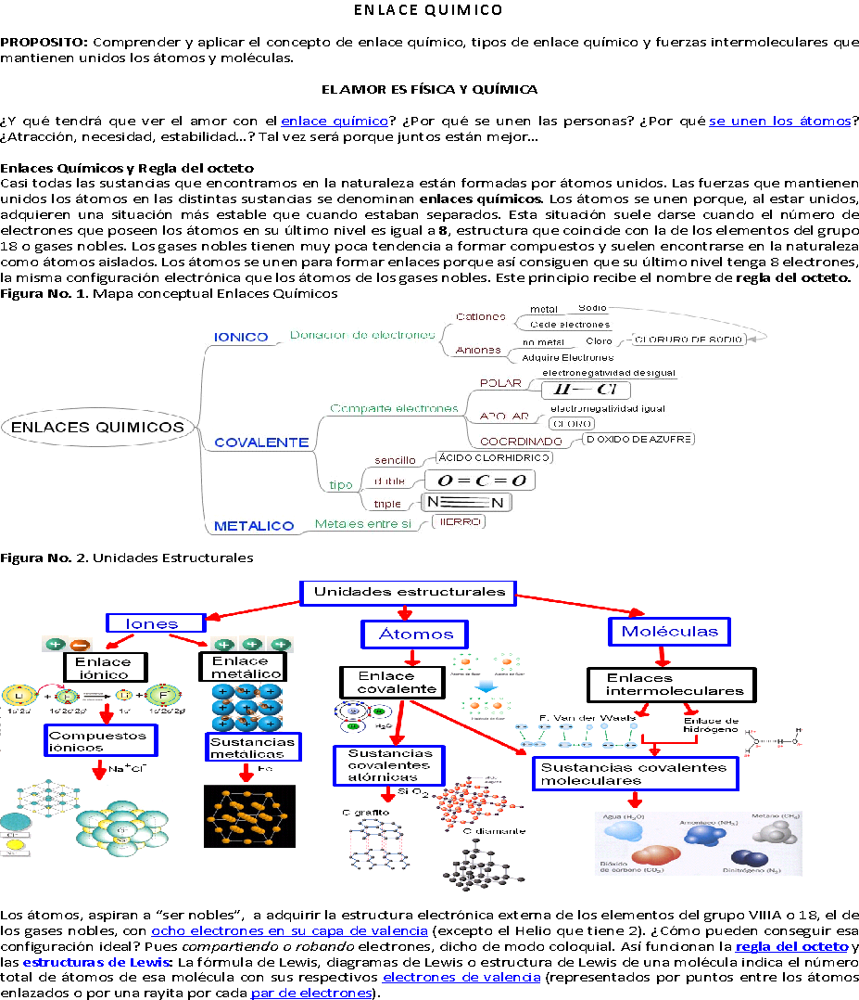 ENLACE QUIMICO
PROPOSITO: Comprender y aplicar el concepto de enlace químico, tipos de enlace químico y fuerzas intermoleculares que
mantienen unidos los átomos y moléculas.
EL AMOR ES FÍSICA Y QUÍMICA
¿Y qué tendrá que ver el amor con el enlace químico? ¿Por qué se unen las personas? ¿Por qué se unen los átomos?
¿Atracción, necesidad, estabilidad...? Tal vez será porque juntos están mejor...
Enlaces Químicos y Regla del octeto
Casi todas las sustancias que encontramos en la naturaleza están formadas por átomos unidos. Las fuerzas que mantienen
unidos los átomos en las distintas sustancias se denominan enlaces químicos. Los átomos se unen porque, al estar unidos,
adquieren una situación más estable que cuando estaban separados. Esta situación suele darse cuando el número de
electrones que poseen los átomos en su último nivel es igual a 8, estructura que coincide con la de los elementos del grupo
18 o gases nobles. Los gases nobles tienen muy poca tendencia a formar compuestos y suelen encontrarse en la naturaleza
como átomos aislados. Los átomos se unen para formar enlaces porque así consiguen que su último nivel tenga 8 electrones,
la misma configuración electrónica que los átomos de los gases nobles. Este principio recibe el nombre de regla del octeto.
Figura No. 1. Mapa conceptual Enlaces Químicos
ENLACES QUIMICOS
IONICO
Donacion de electrones
Cationes
metal
Sodio
Cede electrones
Aniones
no metal
Cloro
CLORURO DE SODIO
Adquire Electrones
COVALENTE
Comparte electrones
POLAR
electronegatividad desigual
H — Cl
APOLAR
electronegatividad igual
CLORO
COORDINADO
DIOXIDO DE AZUFRE
tipo
sencillo
ÁCIDO CLORHIDRICO
duble
O = C = O
triple
N≡N
METALICO
Metales entre si
HIERRO
Figura No. 2. Unidades Estructurales
Unidades estructurales
Iones
Átomos
Moléculas
Enlace
iónico
Enlace
metálico
Enlace
covalente
Enlaces
intermoleculares
F. Van der Waals
Enlace de
hidrógeno
Compuestos
iónicos
Sustancias
metálicas
Sustancias
covalentes
atómicas
Sustancias covalentes
moleculares
Na⁺Cl⁻
Fe
Si O₂
C grafito
C diamante
Agua (H₂O)
Amoniaco (NH₃)
Metano (CH₄)
Dióxido
de carbono (CO₂)
Dinitrógeno (N₂)
Los átomos, aspiran a “ser nobles”, a adquirir la estructura electrónica externa de los elementos del grupo VIIIA o 18, el de
los gases nobles, con ocho electrones en su capa de valencia (excepto el Helio que tiene 2). ¿Cómo pueden conseguir esa
configuración ideal? Pues compartiendo o robando electrones, dicho de modo coloquial. Así funcionan la regla del octeto y
las estructuras de Lewis: La fórmula de Lewis, diagramas de Lewis o estructura de Lewis de una molécula indica el número
total de átomos de esa molécula con sus respectivos electrones de valencia (representados por puntos entre los átomos
enlazados o por una rayita por cada par de electrones).